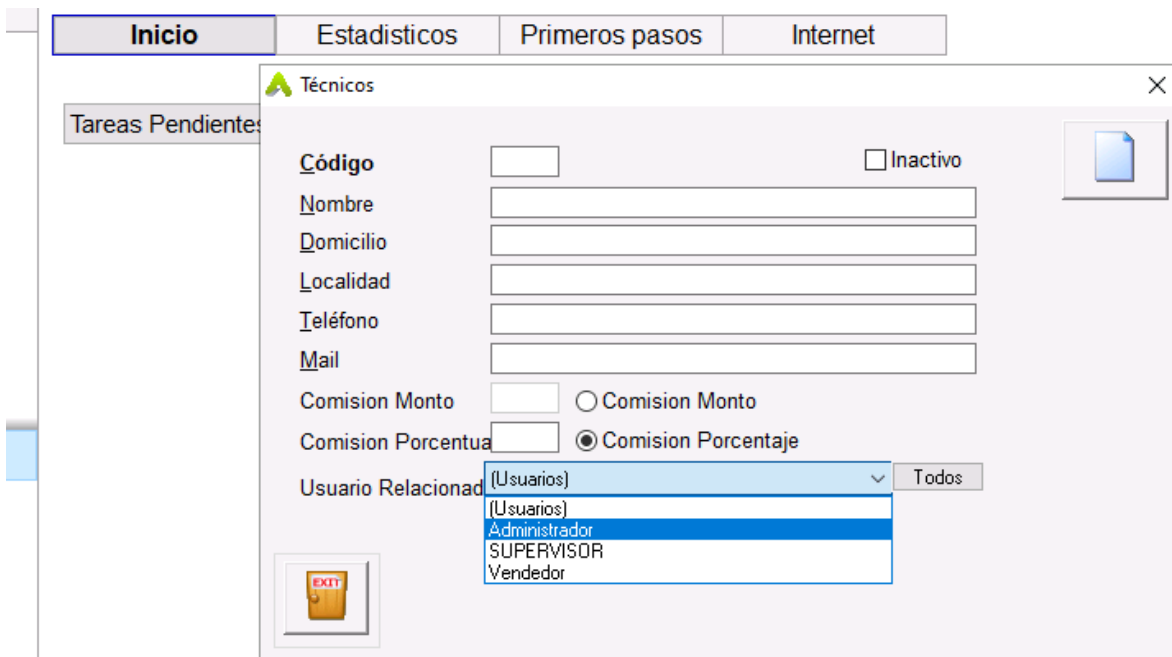 Inicio Estadisticos Primeros pasos Internet
Técnicos
Tareas Pendientes
Código Inactivo
Nombre
Domicilio
Localidad
Teléfono
Mail
Comision Monto Comision Monto
Comision Porcentua Comision Porcentaje
Usuario Relacionad (Usuarios) Todos
(Usuarios)
Administrador
SUPERVISOR
Vendedor
EXIT